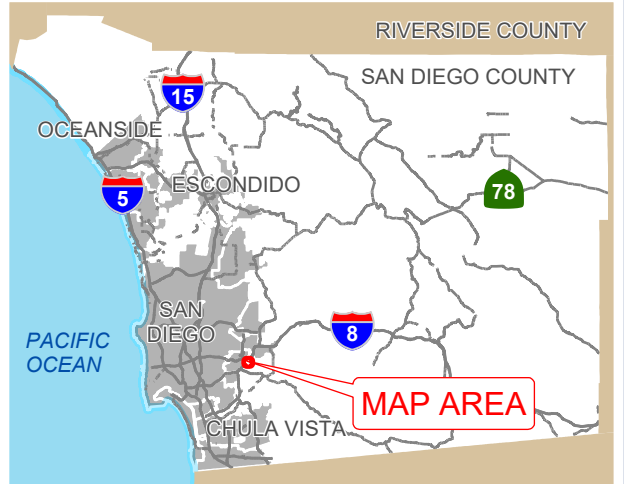 RIVERSIDE COUNTY
SAN DIEGO COUNTY
15
OCEANSIDE
ESCONDIDO
5
78
SAN
DIEGO
8
PACIFIC
OCEAN
MAP AREA
CHULA VISTA